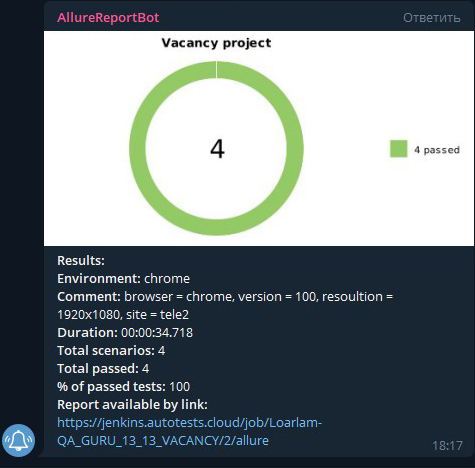 AllureReportBot Ответить
Vacancy project
4
4 passed
Results:
Environment: chrome
Comment: browser = chrome, version = 100, resoultion =
1920x1080, site = tele2
Duration: 00:00:34.718
Total scenarios: 4
Total passed: 4
% of passed tests: 100
Report available by link:
https://jenkins.autotests.cloud/job/Loarlam-
QA_GURU_13_13_VACANCY/2/allure
18:17